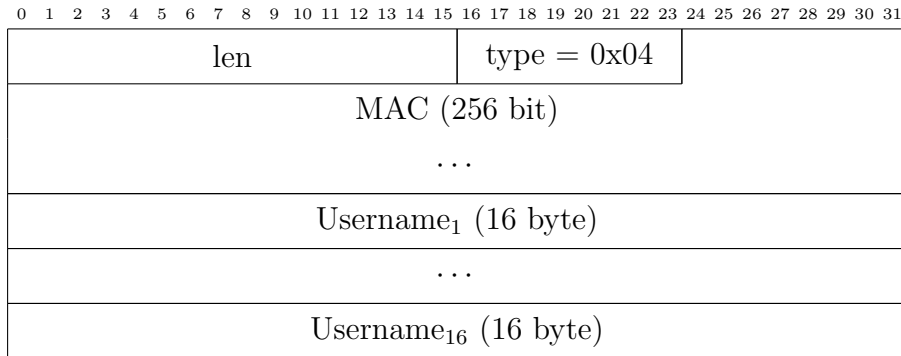 0 1 2 3 4 5 6 7 8 9 10 11 12 13 14 15 16 17 18 19 20 21 22 23 24 25 26 27 28 29 30 31
len type = 0x04
MAC (256 bit)
...
Username₁ (16 byte)
...
Username₁₆ (16 byte)